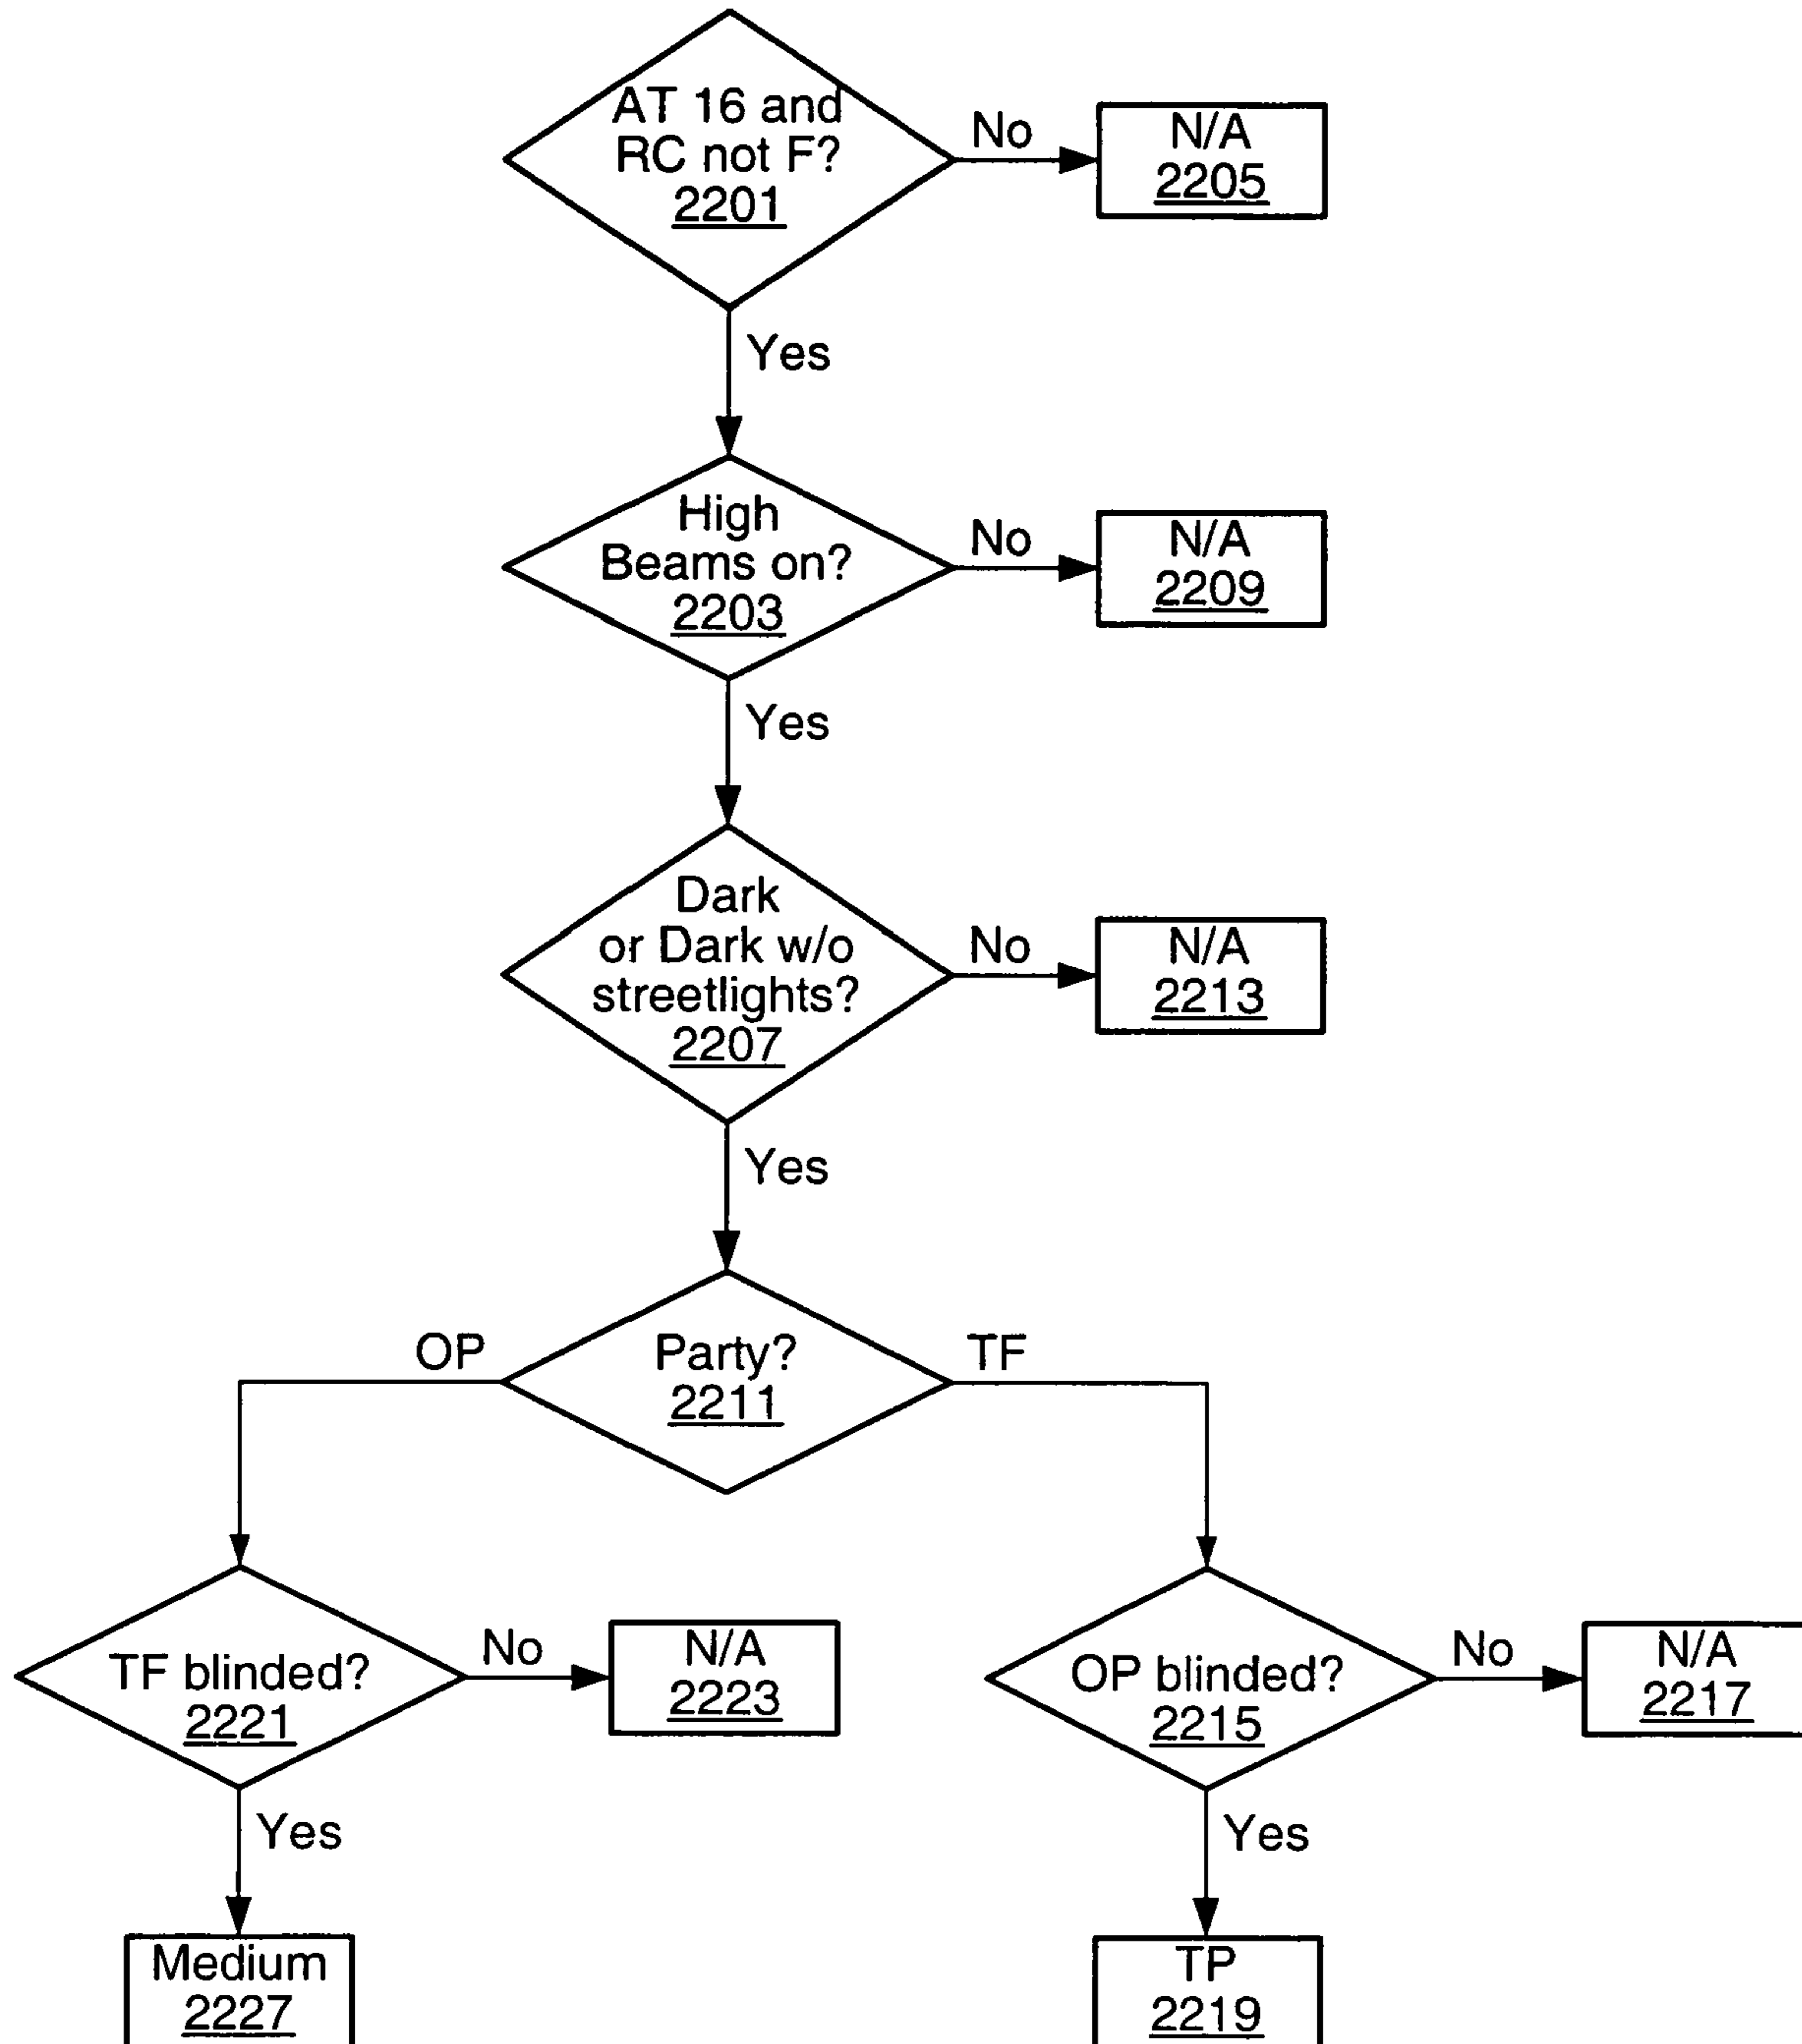 AT 16 and
RC not F?
2201
No
N/A
2205
Yes
High
Beams on?
2203
No
N/A
2209
Yes
Dark
or Dark w/o
streetlights?
2207
No
N/A
2213
Yes
OP
Party?
2211
TF
TF blinded?
2221
No
N/A
2223
OP blinded?
2215
No
N/A
2217
Yes
Yes
Medium
2227
TP
2219